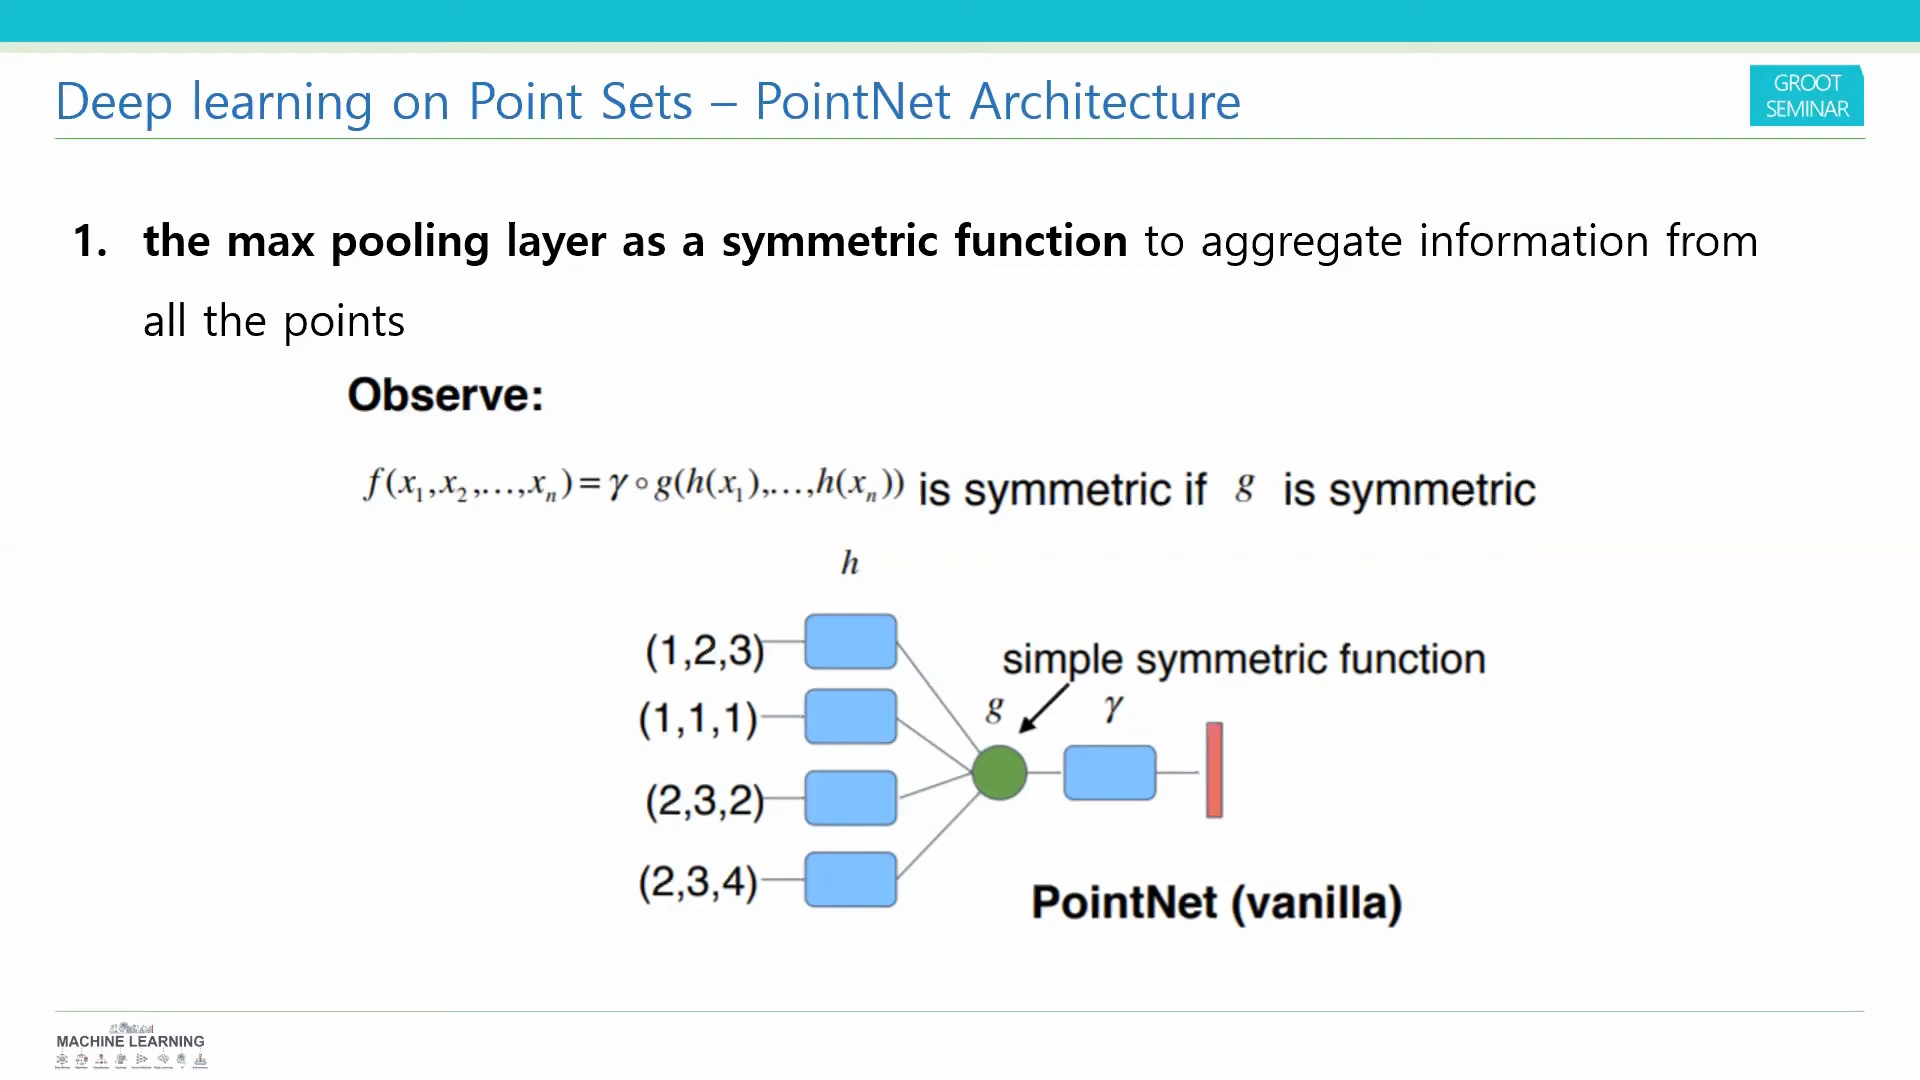 Deep learning on Point Sets – PointNet Architecture
GROOT
SEMINAR
1. the max pooling layer as a symmetric function to aggregate information from
all the points
Observe:
f(x₁,x₂,...,xₙ)=γ∘g(h(x₁),...,h(xₙ)) is symmetric if g is symmetric
h
(1,2,3)
simple symmetric function
g γ
(1,1,1)
(2,3,2)
(2,3,4)
PointNet (vanilla)
MACHINE LEARNING